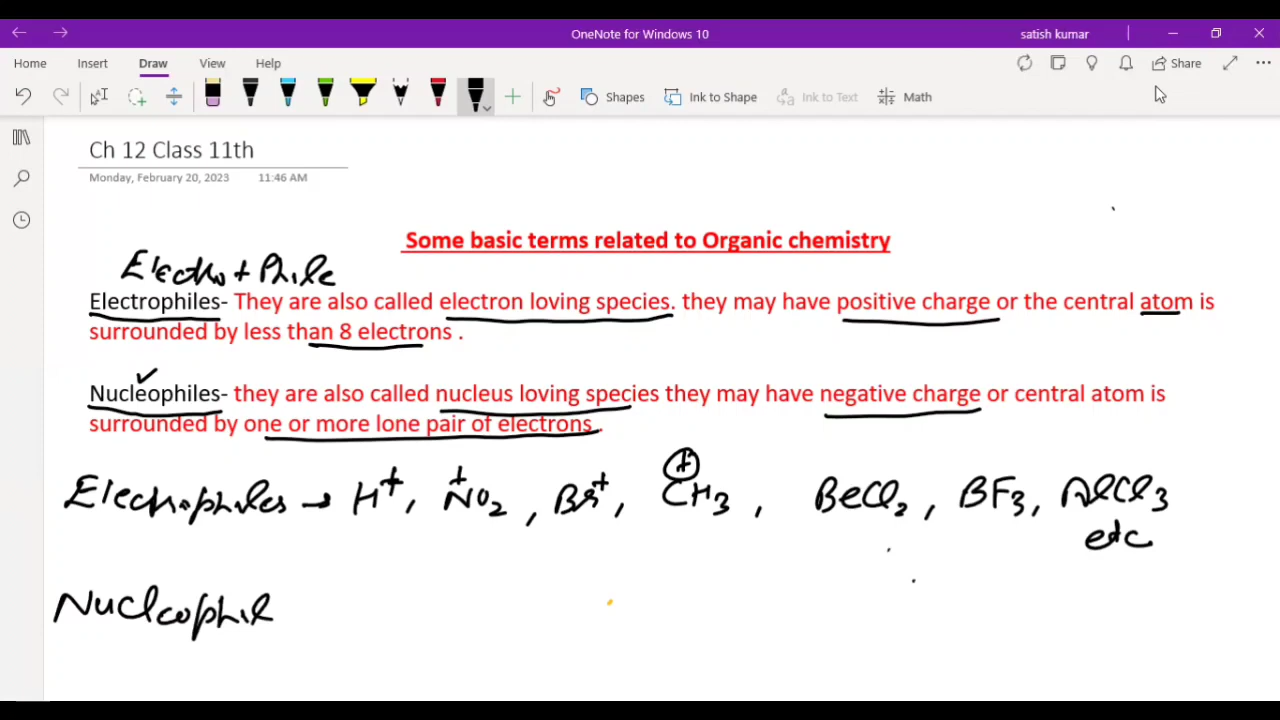 OneNote for Windows 10
satish kumar
Home Insert Draw View Help
Share
Shapes Ink to Shape Ink to Text Math
Ch 12 Class 11th
Monday, February 20, 2023 11:46 AM
Some basic terms related to Organic chemistry
Electro + Phile
Electrophiles- They are also called electron loving species. they may have positive charge or the central atom is
surrounded by less than 8 electrons .
Nucleophiles- they are also called nucleus loving species they may have negative charge or central atom is
surrounded by one or more lone pair of electrons .
Electrophiles → H⁺, N⁺O₂, Br⁺, C⁺H₃, BeCl₂, BF₃, AlCl₃
etc
Nucleophil